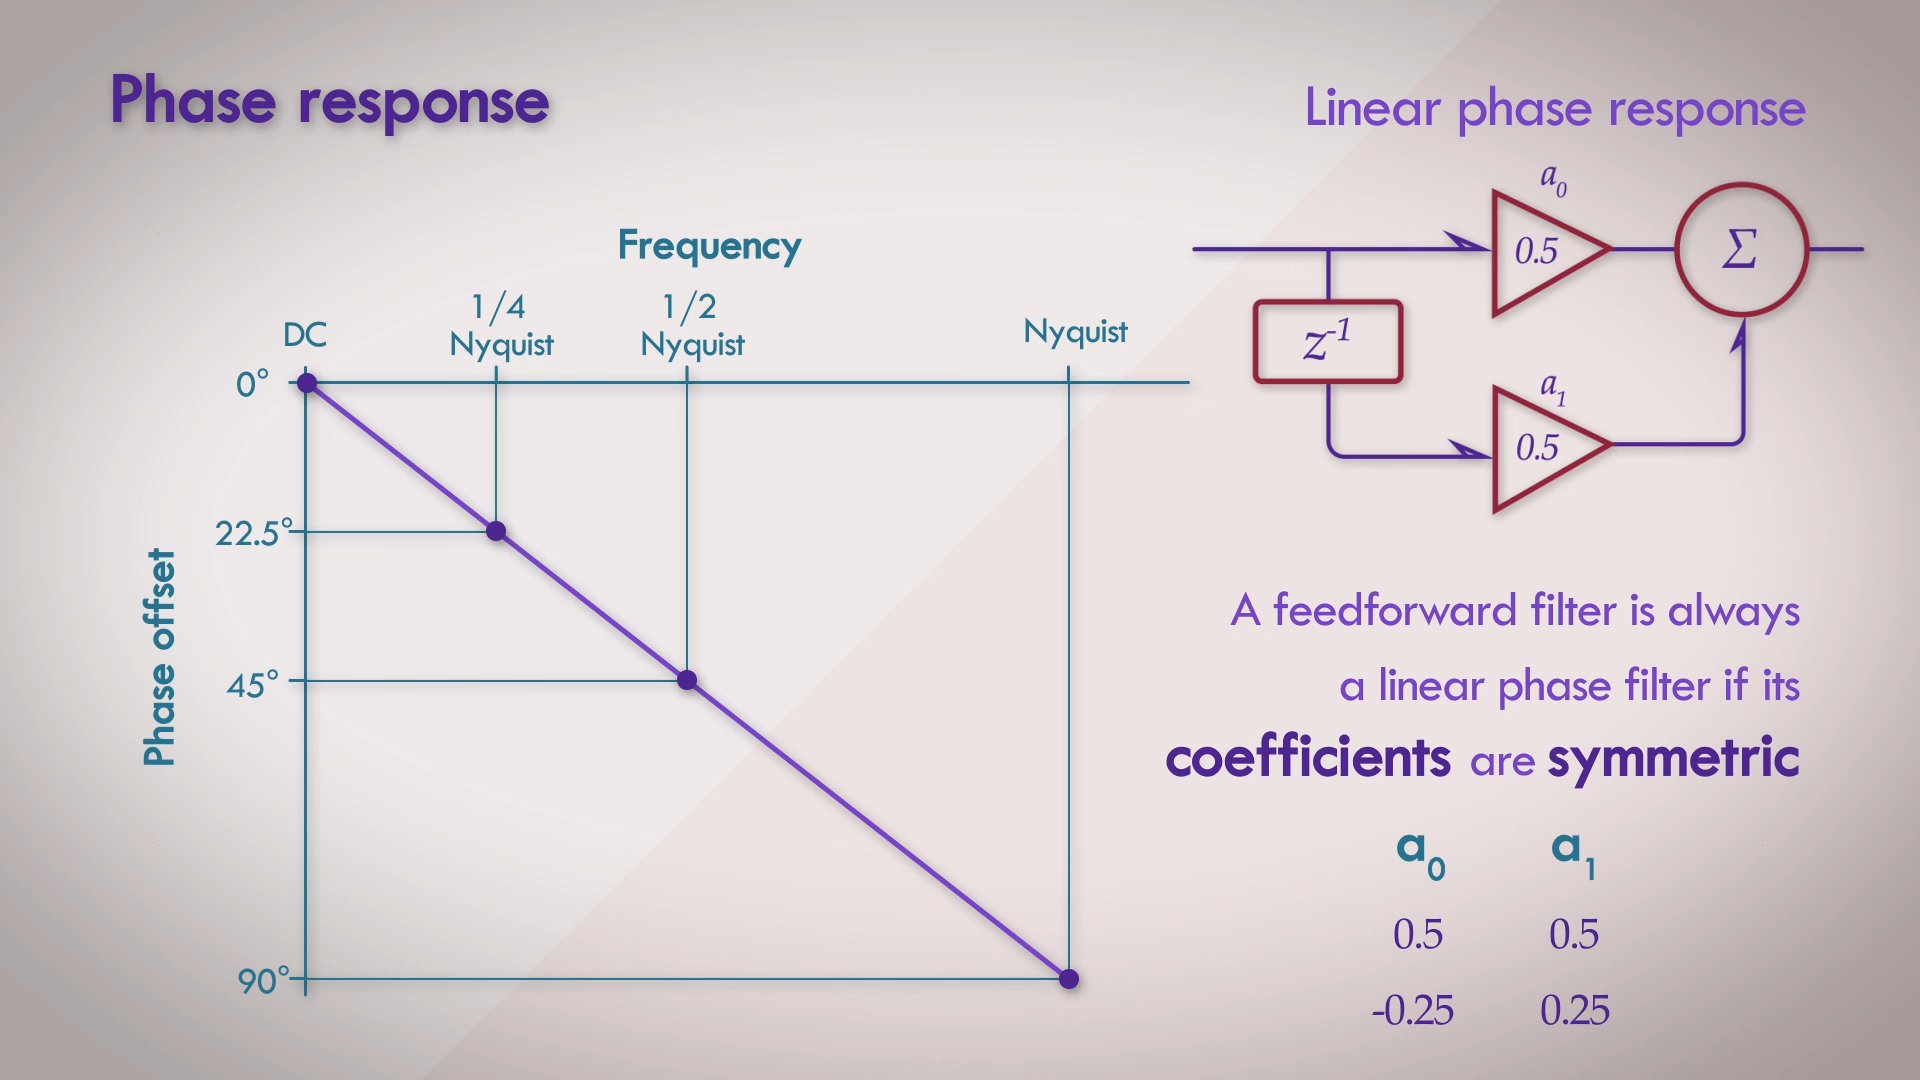 Phase response
Linear phase response
Frequency
DC
1/4
Nyquist
1/2
Nyquist
Nyquist
0°
22.5°
45°
90°
Phase offset
a0
0.5
Σ
z-1
a1
0.5
A feedforward filter is always
a linear phase filter if its
coefficients are symmetric
a0 a1
0.5 0.5
-0.25 0.25